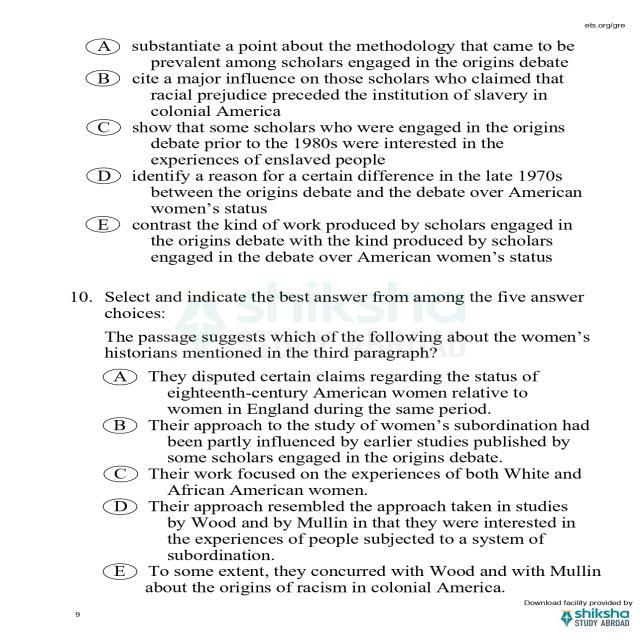 ets.org/gre
A substantiate a point about the methodology that came to be
prevalent among scholars engaged in the origins debate
B cite a major influence on those scholars who claimed that
racial prejudice preceded the institution of slavery in
colonial America
C show that some scholars who were engaged in the origins
debate prior to the 1980s were interested in the
experiences of enslaved people
D identify a reason for a certain difference in the late 1970s
between the origins debate and the debate over American
women's status
E contrast the kind of work produced by scholars engaged in
the origins debate with the kind produced by scholars
engaged in the debate over American women's status
10. Select and indicate the best answer from among the five answer
choices:
The passage suggests which of the following about the women's
historians mentioned in the third paragraph?
A They disputed certain claims regarding the status of
eighteenth-century American women relative to
women in England during the same period.
B Their approach to the study of women's subordination had
been partly influenced by earlier studies published by
some scholars engaged in the origins debate.
C Their work focused on the experiences of both White and
African American women.
D Their approach resembled the approach taken in studies
by Wood and by Mullin in that they were interested in
the experiences of people subjected to a system of
subordination.
E To some extent, they concurred with Wood and with Mullin
about the origins of racism in colonial America.
shiksha
STUDY ABROAD
Download facility provided by
9
shiksha
STUDY ABROAD